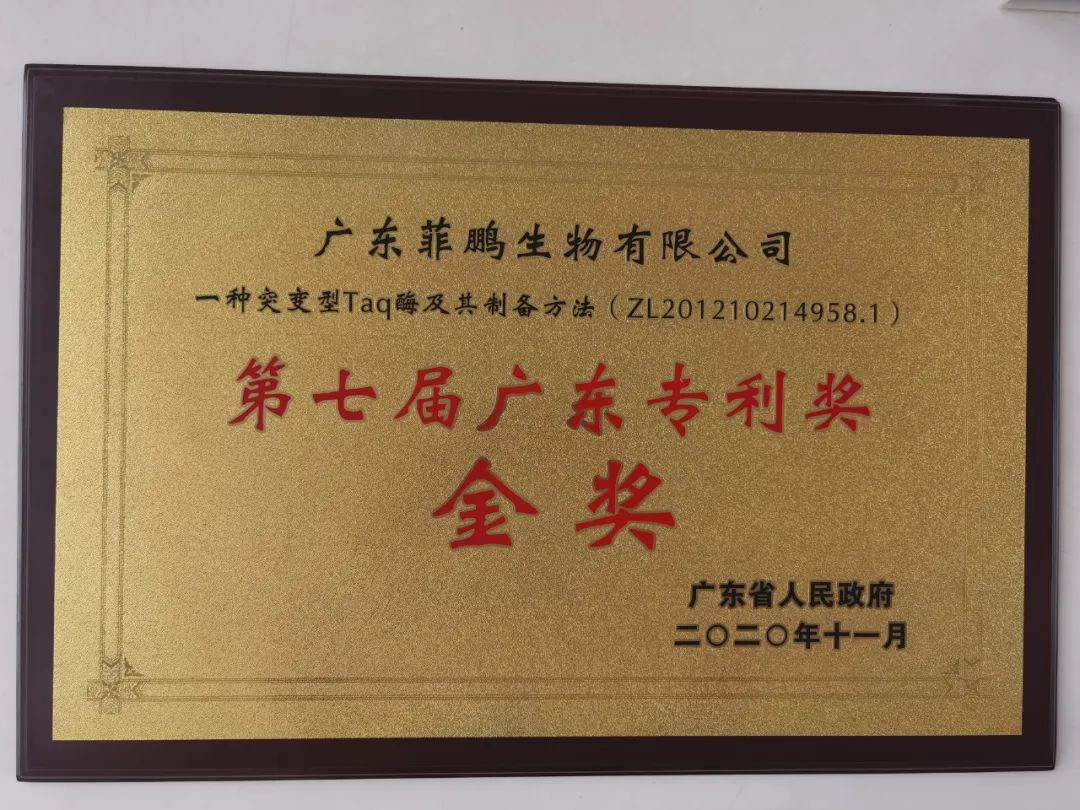 广东菲鹏生物有限公司
一种突变型Taq酶及其制备方法（ZL201210214958.1）
第七届广东专利奖
金奖
广东省人民政府
二〇二〇年十一月